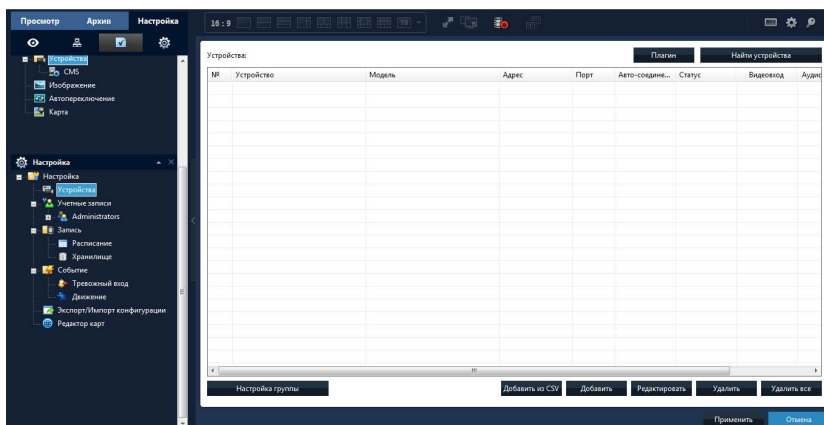 Просмотр Архив Настройка 16 : 9
Устройства
CMS
Изображение
Автопереключение
Карта
Настройка
Настройка
Устройства
Учетные записи
Administrators
Запись
Расписание
Хранилище
Событие
Тревожный вход
Движение
Экспорт/Импорт конфигурации
Редактор карт
Устройства: Плагин Найти устройства
№ Устройство Модель Адрес Порт Авто-соедине... Статус Видеовход Аудио
Настройка группы Добавить из CSV Добавить Редактировать Удалить Удалить все
Применить Отмена